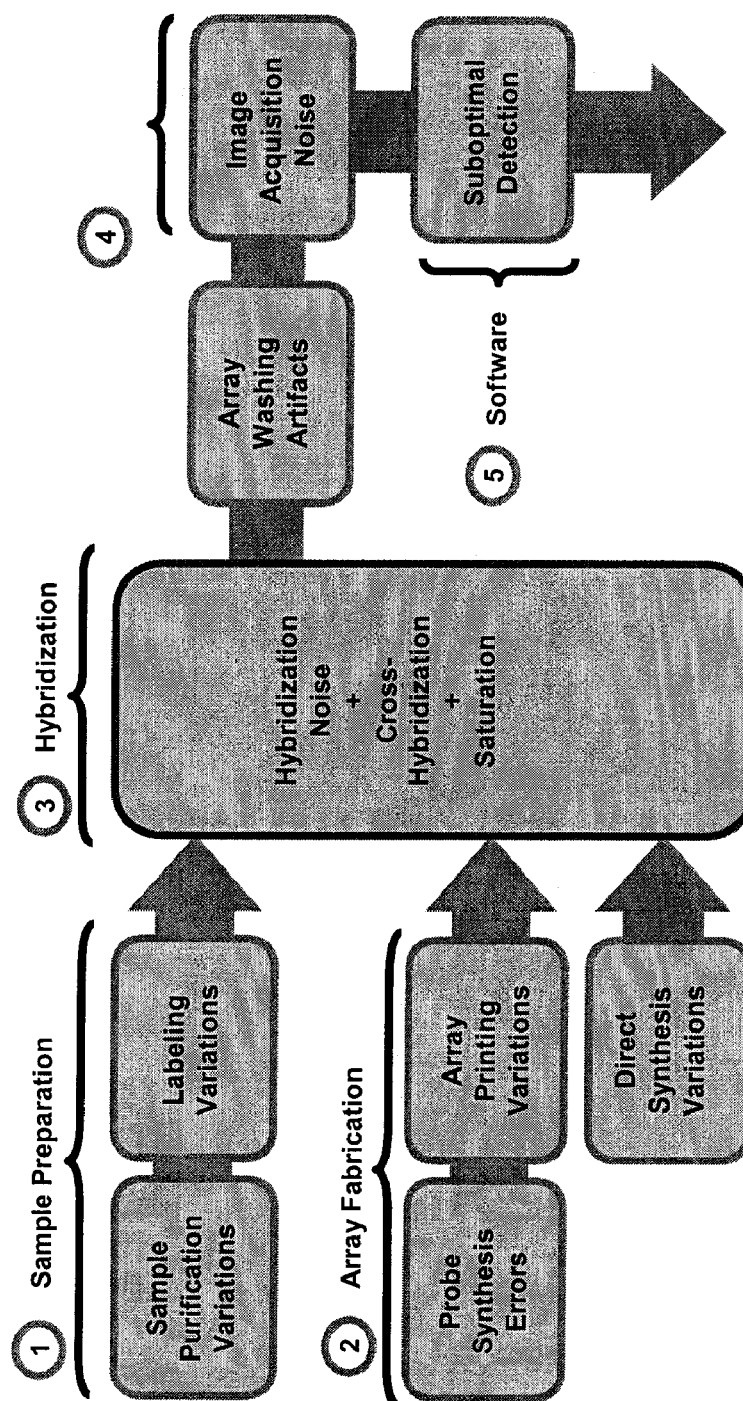 1 Sample Preparation
Sample
Purification
Variations
Labeling
Variations
2 Array Fabrication
Probe
Synthesis
Errors
Array
Printing
Variations
Direct
Synthesis
Variations
3 Hybridization
Hybridization
Noise
+
Cross-
Hybridization
+
Saturation
Array
Washing
Artifacts
4
Image
Acquisition
Noise
5 Software
Suboptimal
Detection